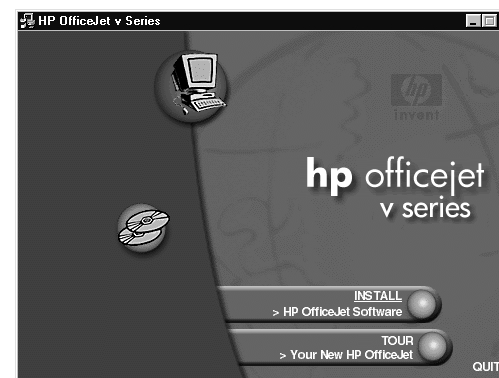 HP OfficeJet v Series
hp
invent
hp officejet
v series
INSTALL
> HP OfficeJet Software
TOUR
> Your New HP OfficeJet
QUIT